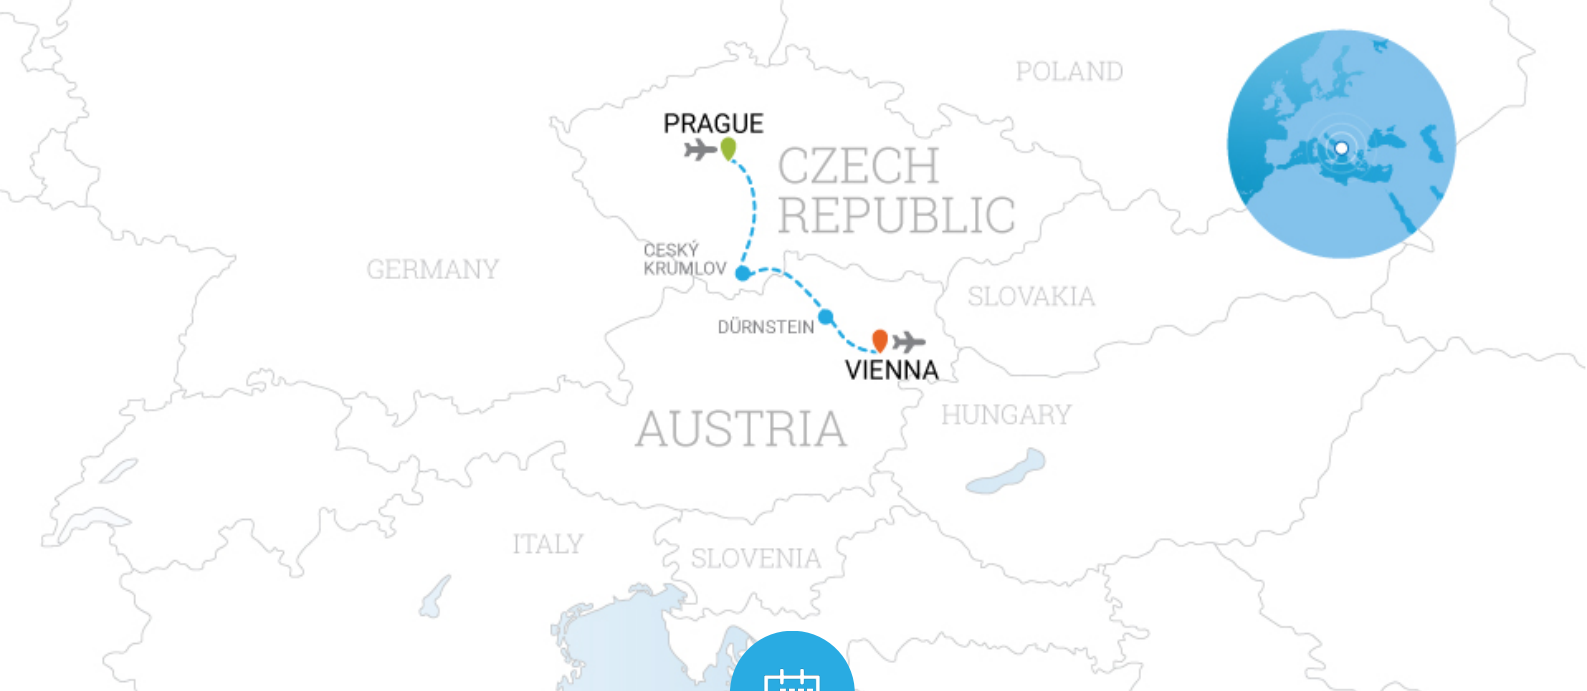 POLAND
PRAGUE
CZECH
REPUBLIC
ČESKÝ
KRUMLOV
GERMANY
SLOVAKIA
DÜRNSTEIN
VIENNA
HUNGARY
AUSTRIA
ITALY
SLOVENIA